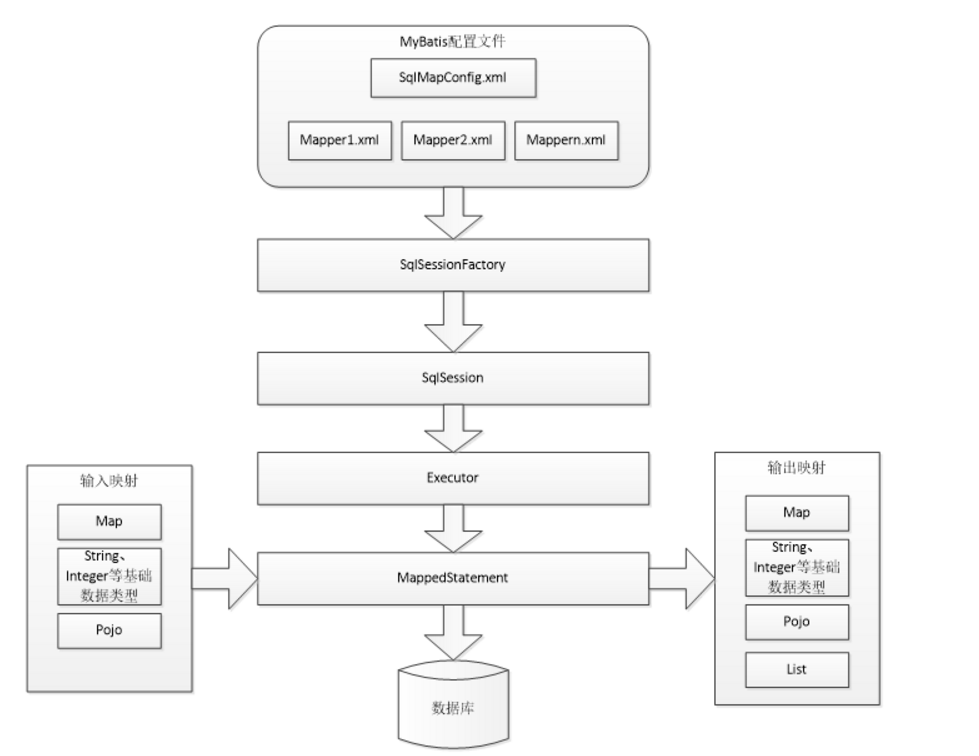 MyBatis配置文件
SqlMapConfig.xml
Mapper1.xml
Mapper2.xml
Mappern.xml
SqlSessionFactory
SqlSession
Executor
输入映射
Map
String、
Integer等基础
数据类型
Pojo
MappedStatement
输出映射
Map
String、
Integer等基础
数据类型
Pojo
List
数据库